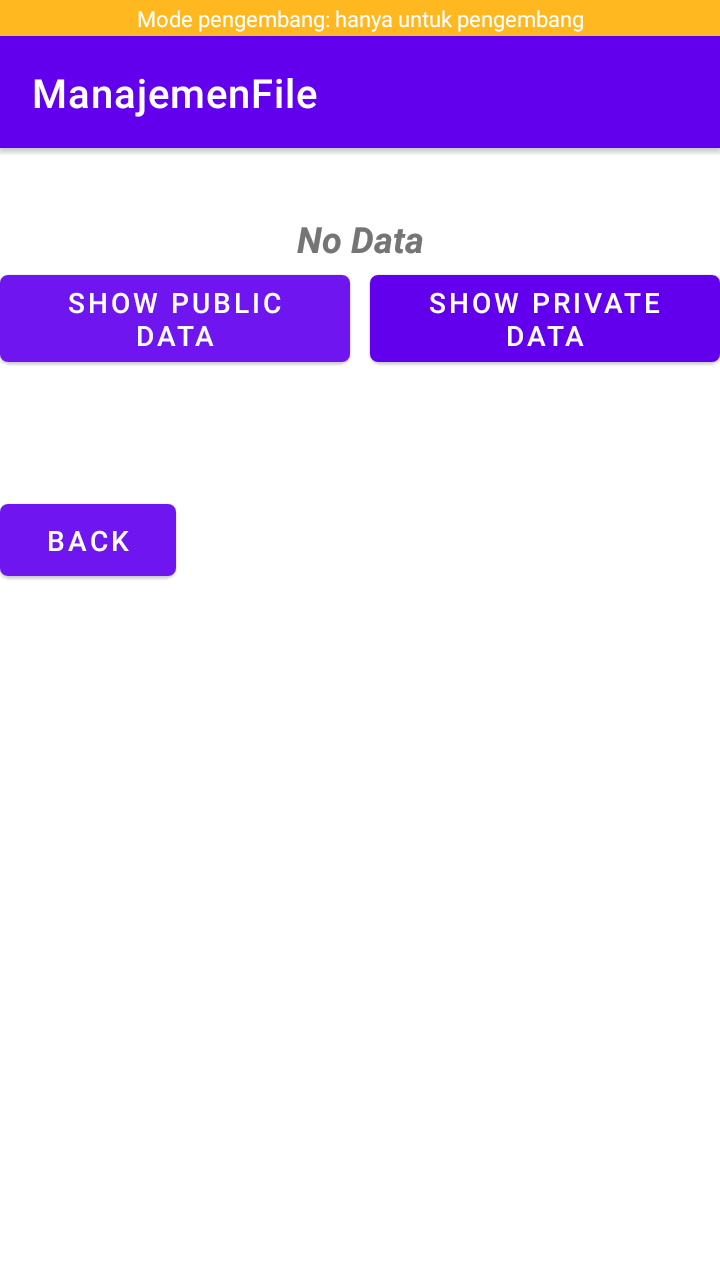 Mode pengembang: hanya untuk pengembang
ManajemenFile
No Data
SHOW PUBLIC
DATA
SHOW PRIVATE
DATA
BACK